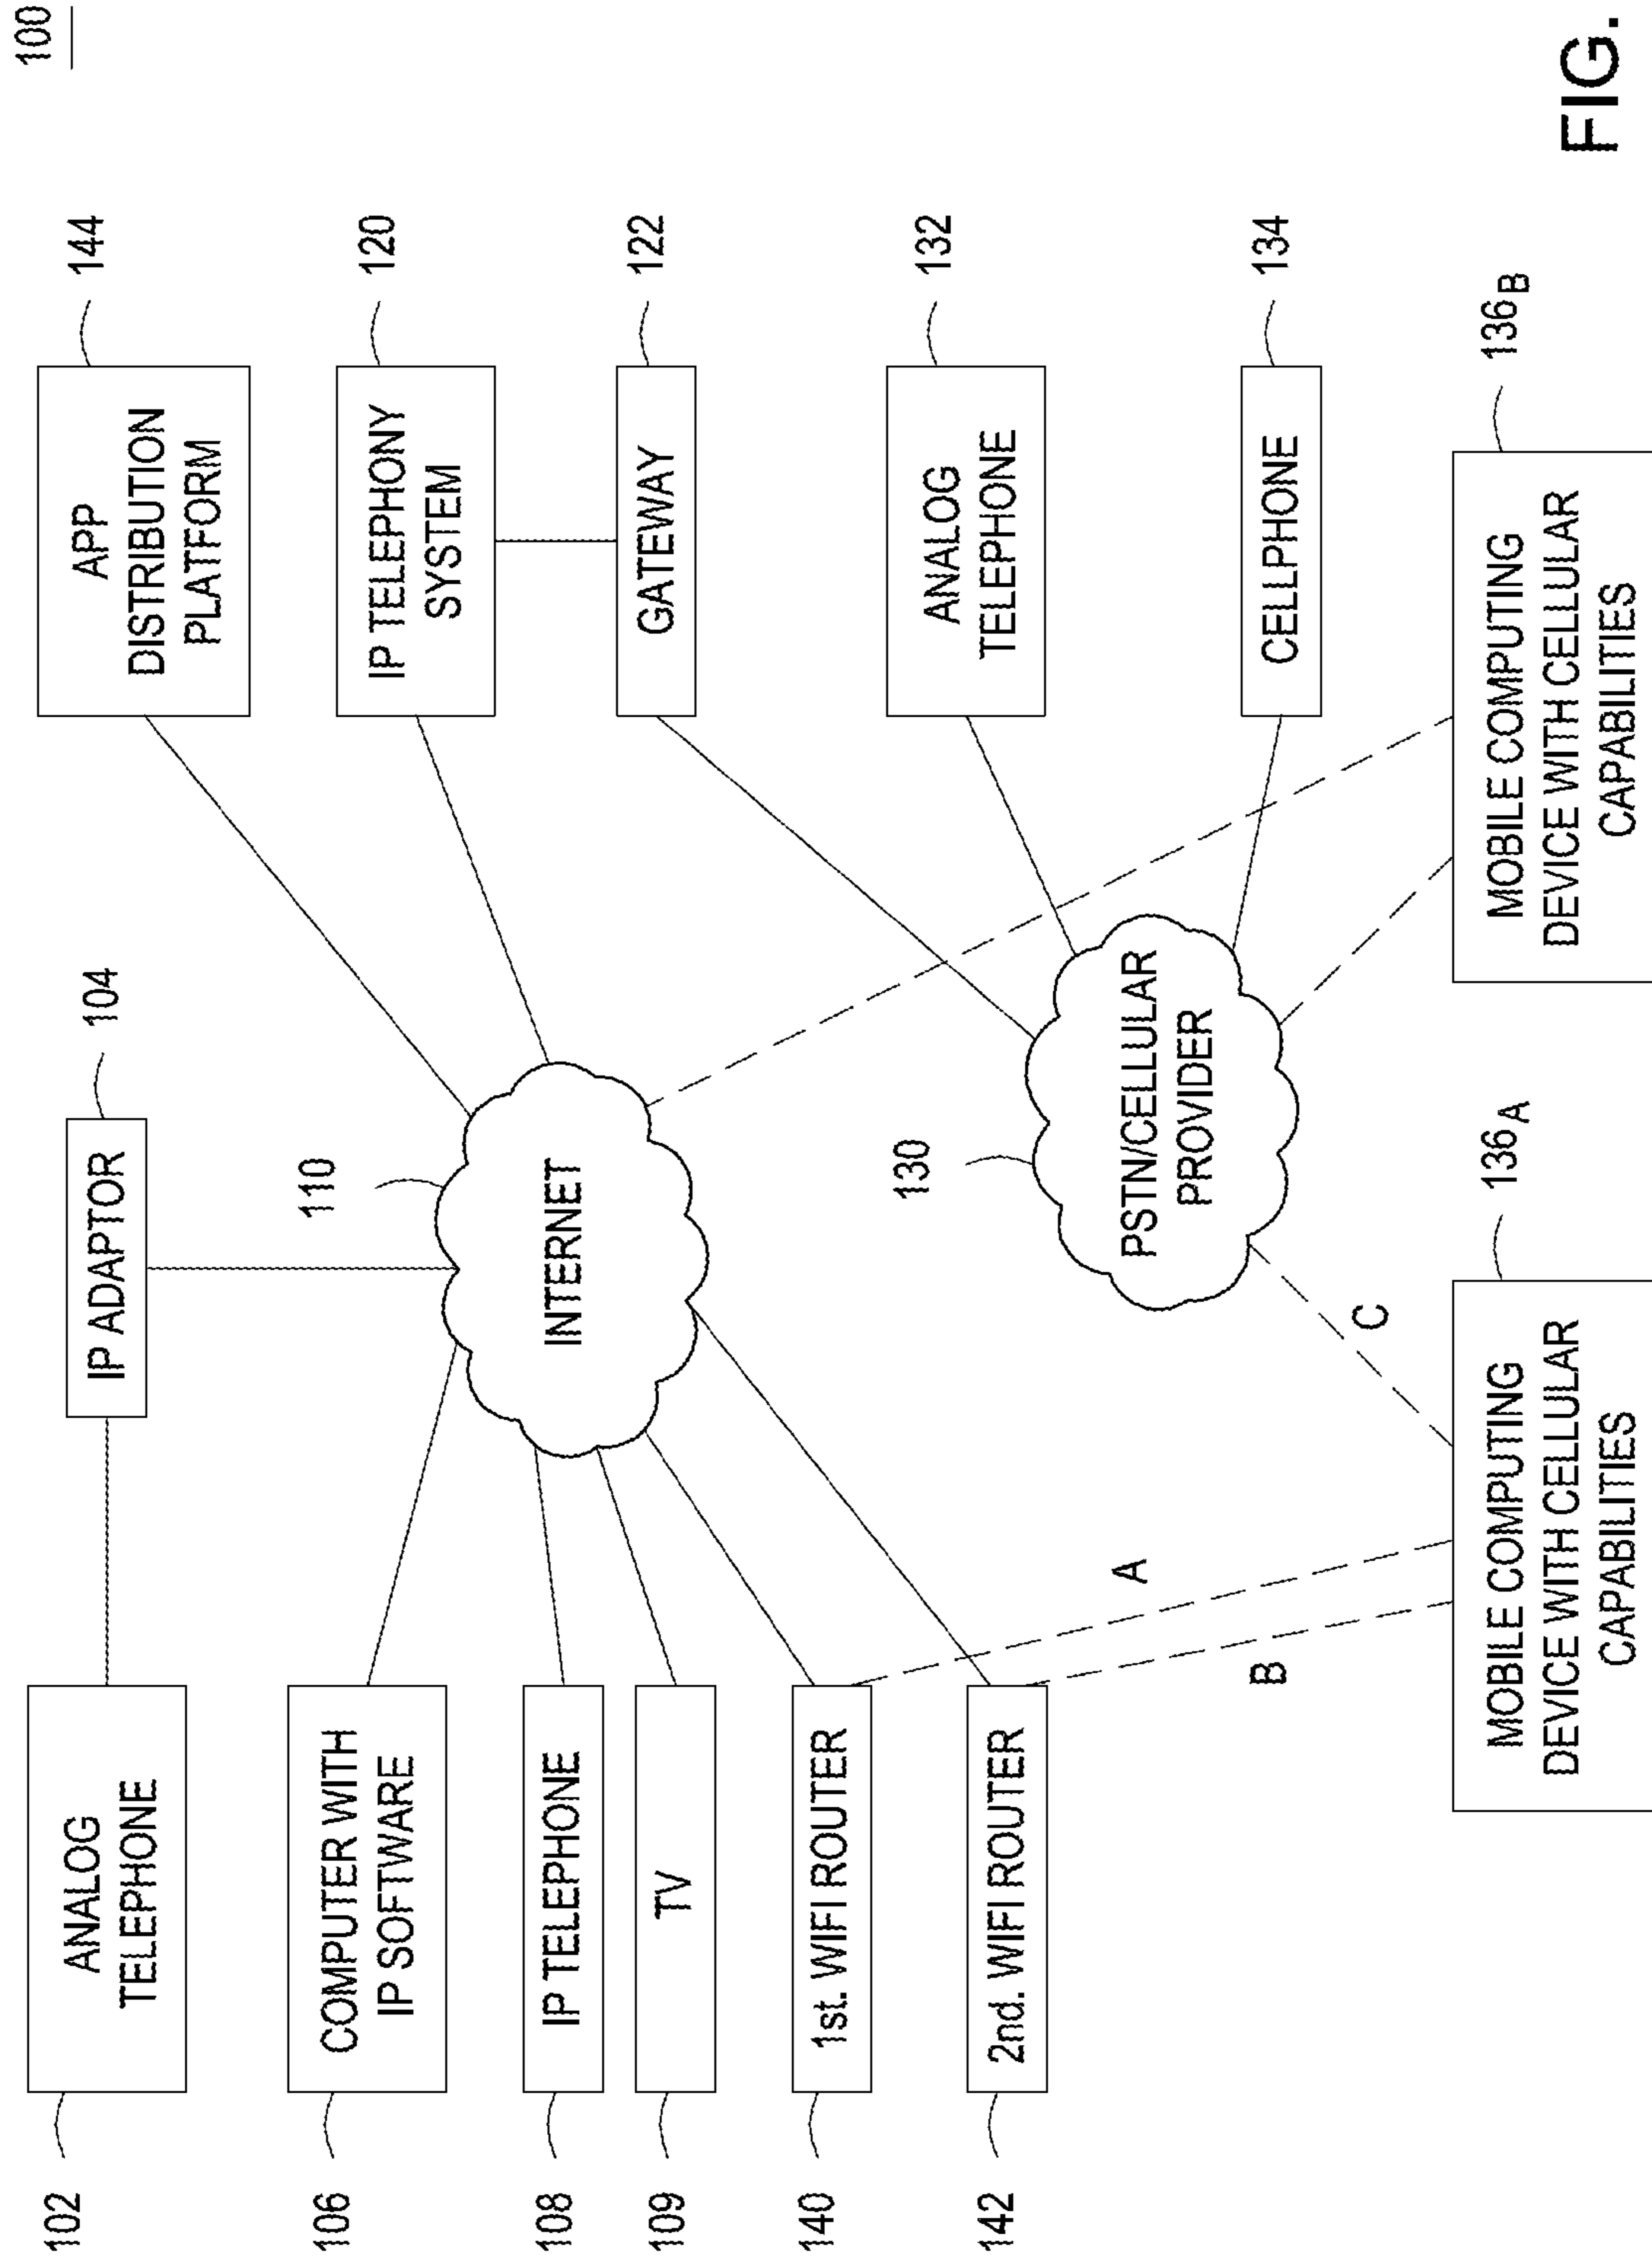 100
102
ANALOG
TELEPHONE
IP ADAPTOR
104
APP
DISTRIBUTION
PLATFORM
144
106
COMPUTER WITH
IP SOFTWARE
110
INTERNET
IP TELEPHONY
SYSTEM
120
108
IP TELEPHONE
109
TV
GATEWAY
122
140
1st. WIFI ROUTER
142
2nd. WIFI ROUTER
130
PSTN/CELLULAR
PROVIDER
ANALOG
TELEPHONE
132
CELLPHONE
134
A
B
C
MOBILE COMPUTING
DEVICE WITH CELLULAR
CAPABILITIES
136A
MOBILE COMPUTING
DEVICE WITH CELLULAR
CAPABILITIES
136B
FIG.